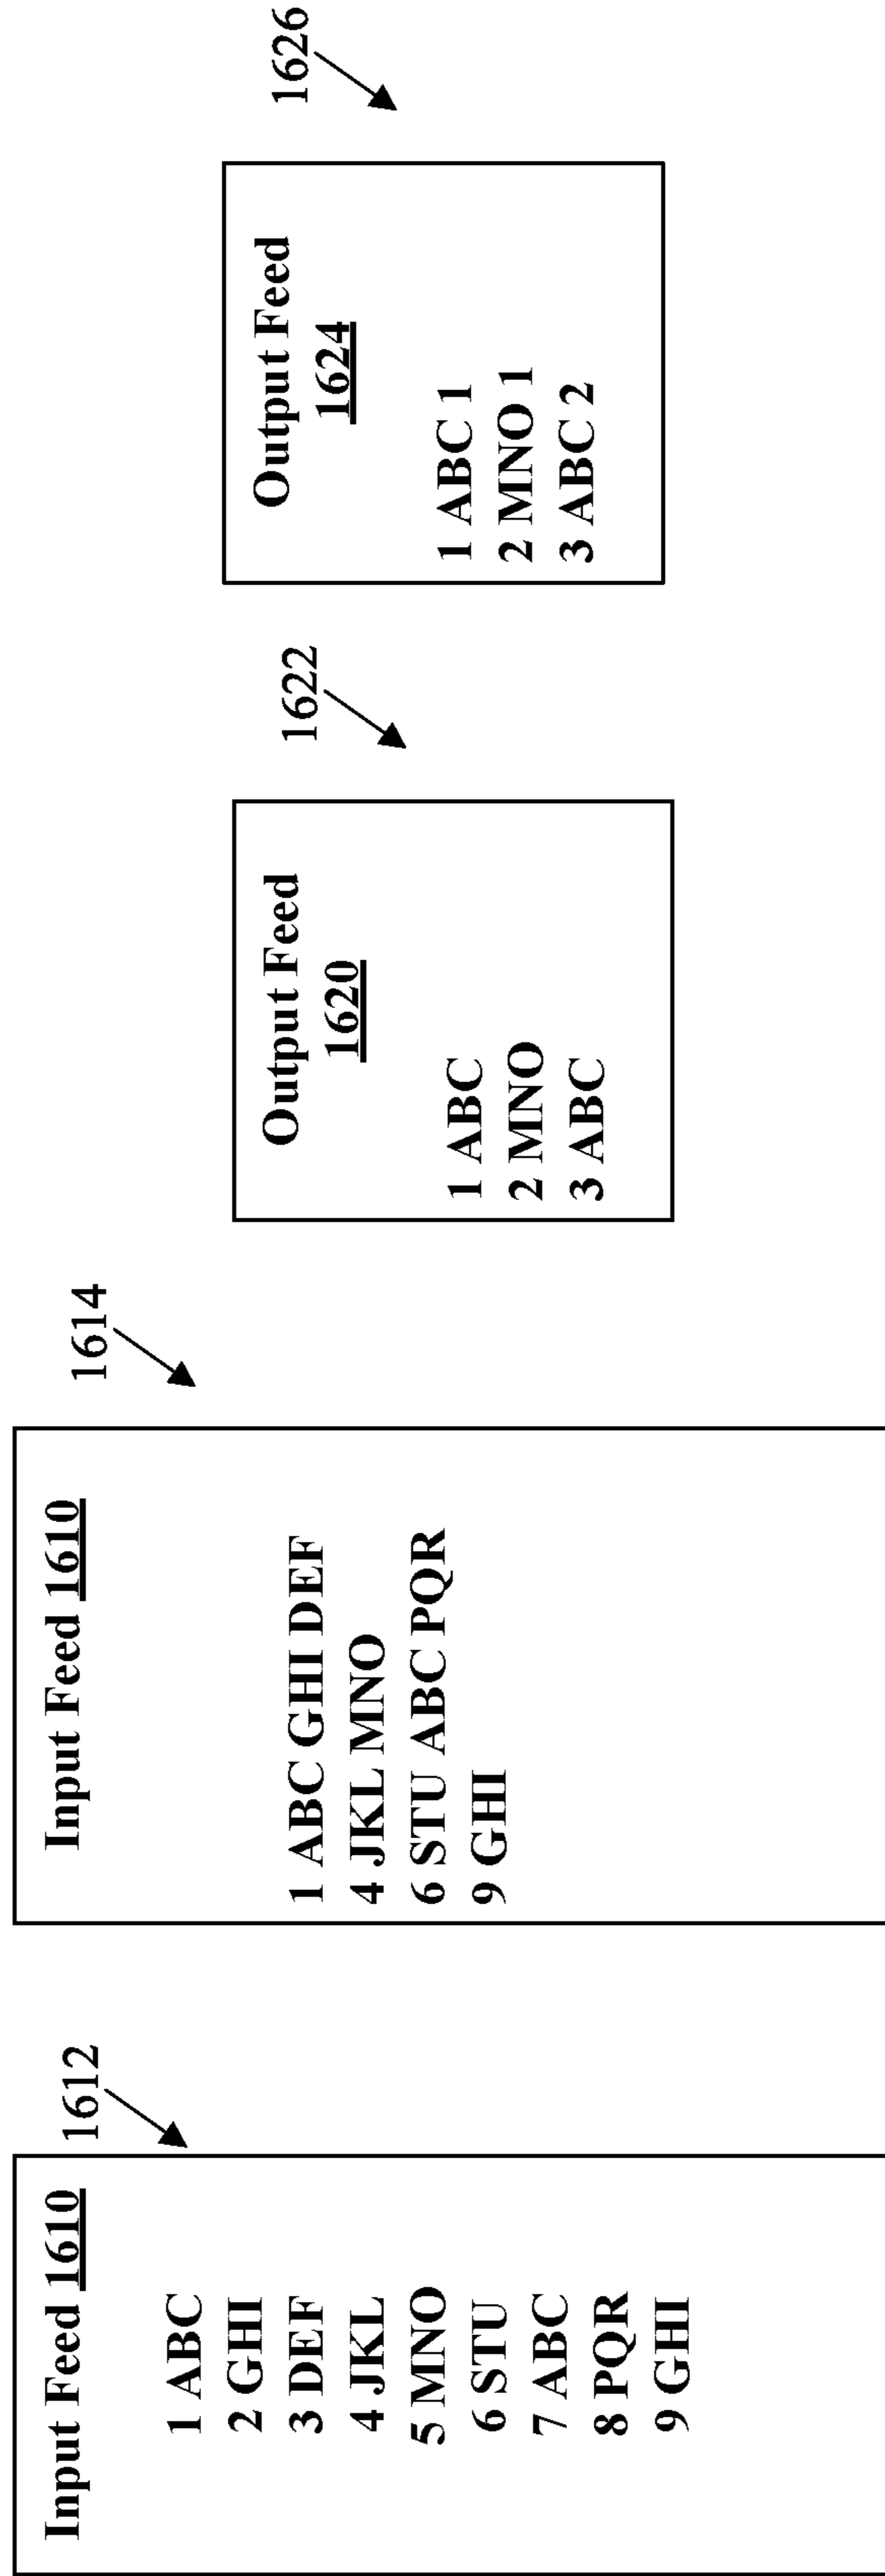 Input Feed 1610
1612
1 ABC
2 GHI
3 DEF
4 JKL
5 MNO
6 STU
7 ABC
8 PQR
9 GHI
Input Feed 1610
1614
1 ABC GHI DEF
4 JKL MNO
6 STU ABC PQR
9 GHI
Output Feed
1620
1622
1 ABC
2 MNO
3 ABC
Output Feed
1624
1626
1 ABC 1
2 MNO 1
3 ABC 2